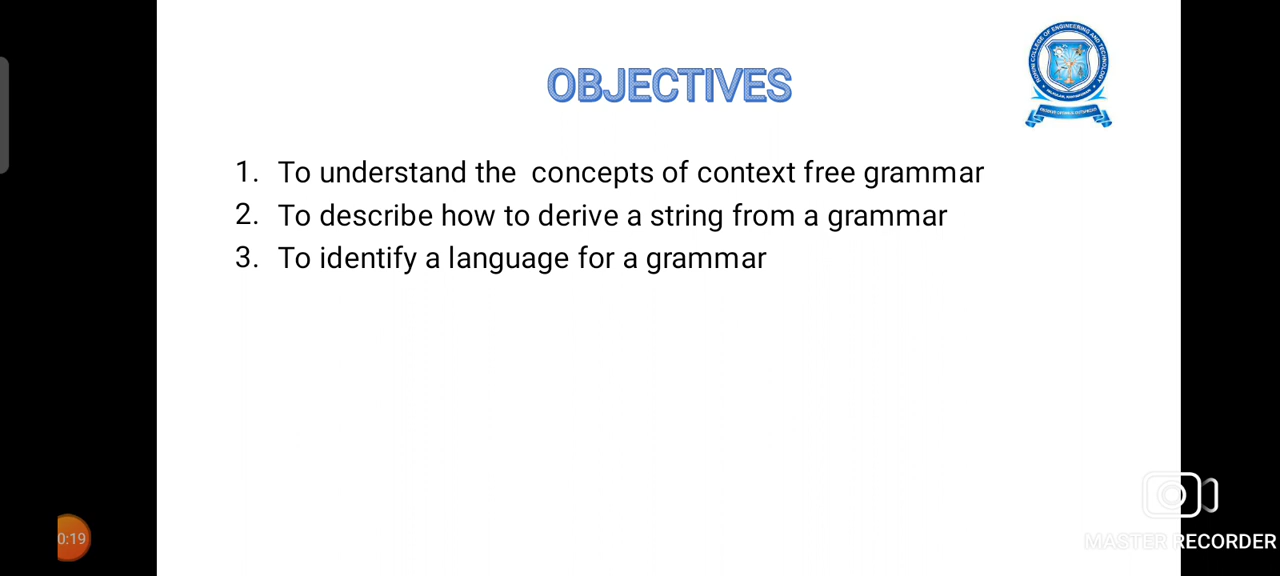 OBJECTIVES
1. To understand the concepts of context free grammar
2. To describe how to derive a string from a grammar
3. To identify a language for a grammar
0:19
MASTER RECORDER